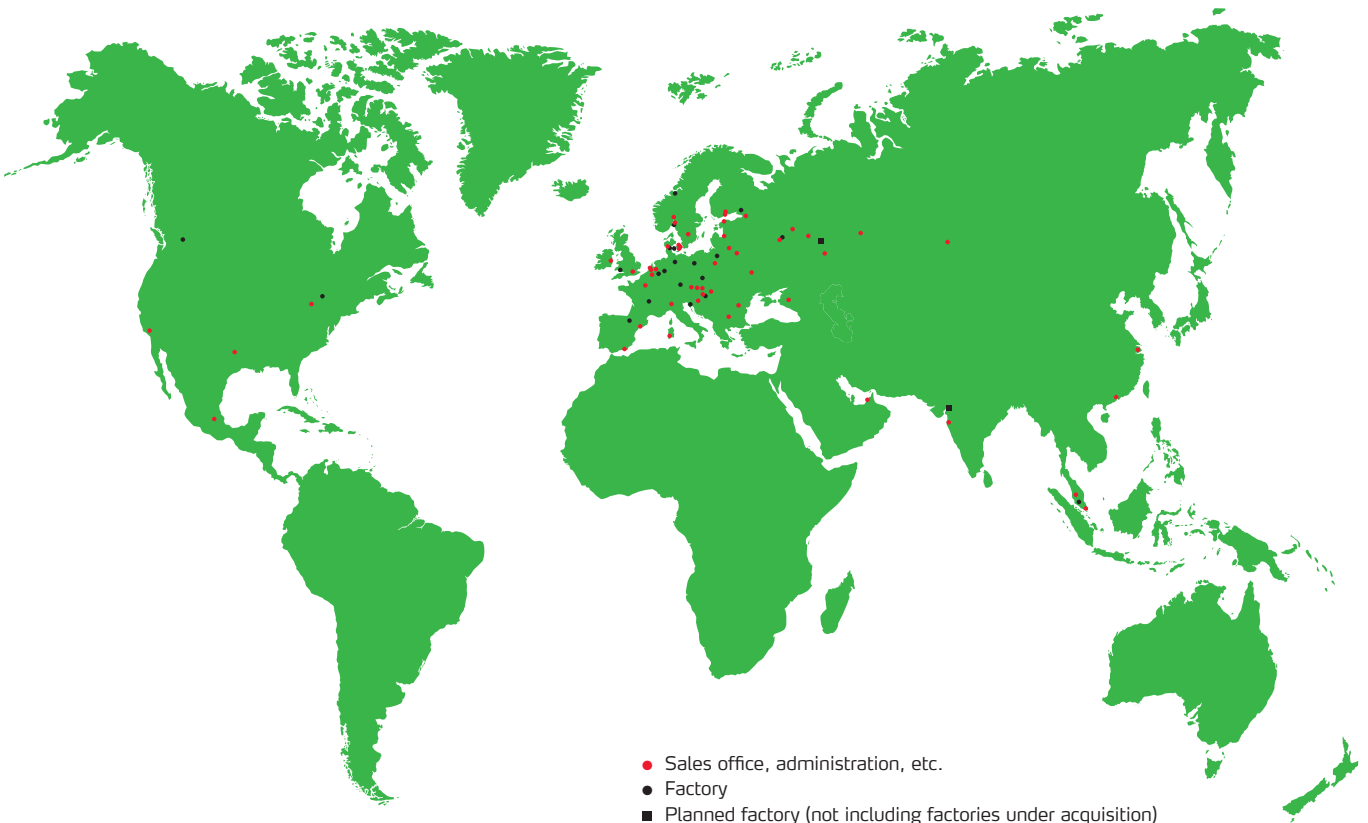 Sales office, administration, etc.
Factory
Planned factory (not including factories under acquisition)